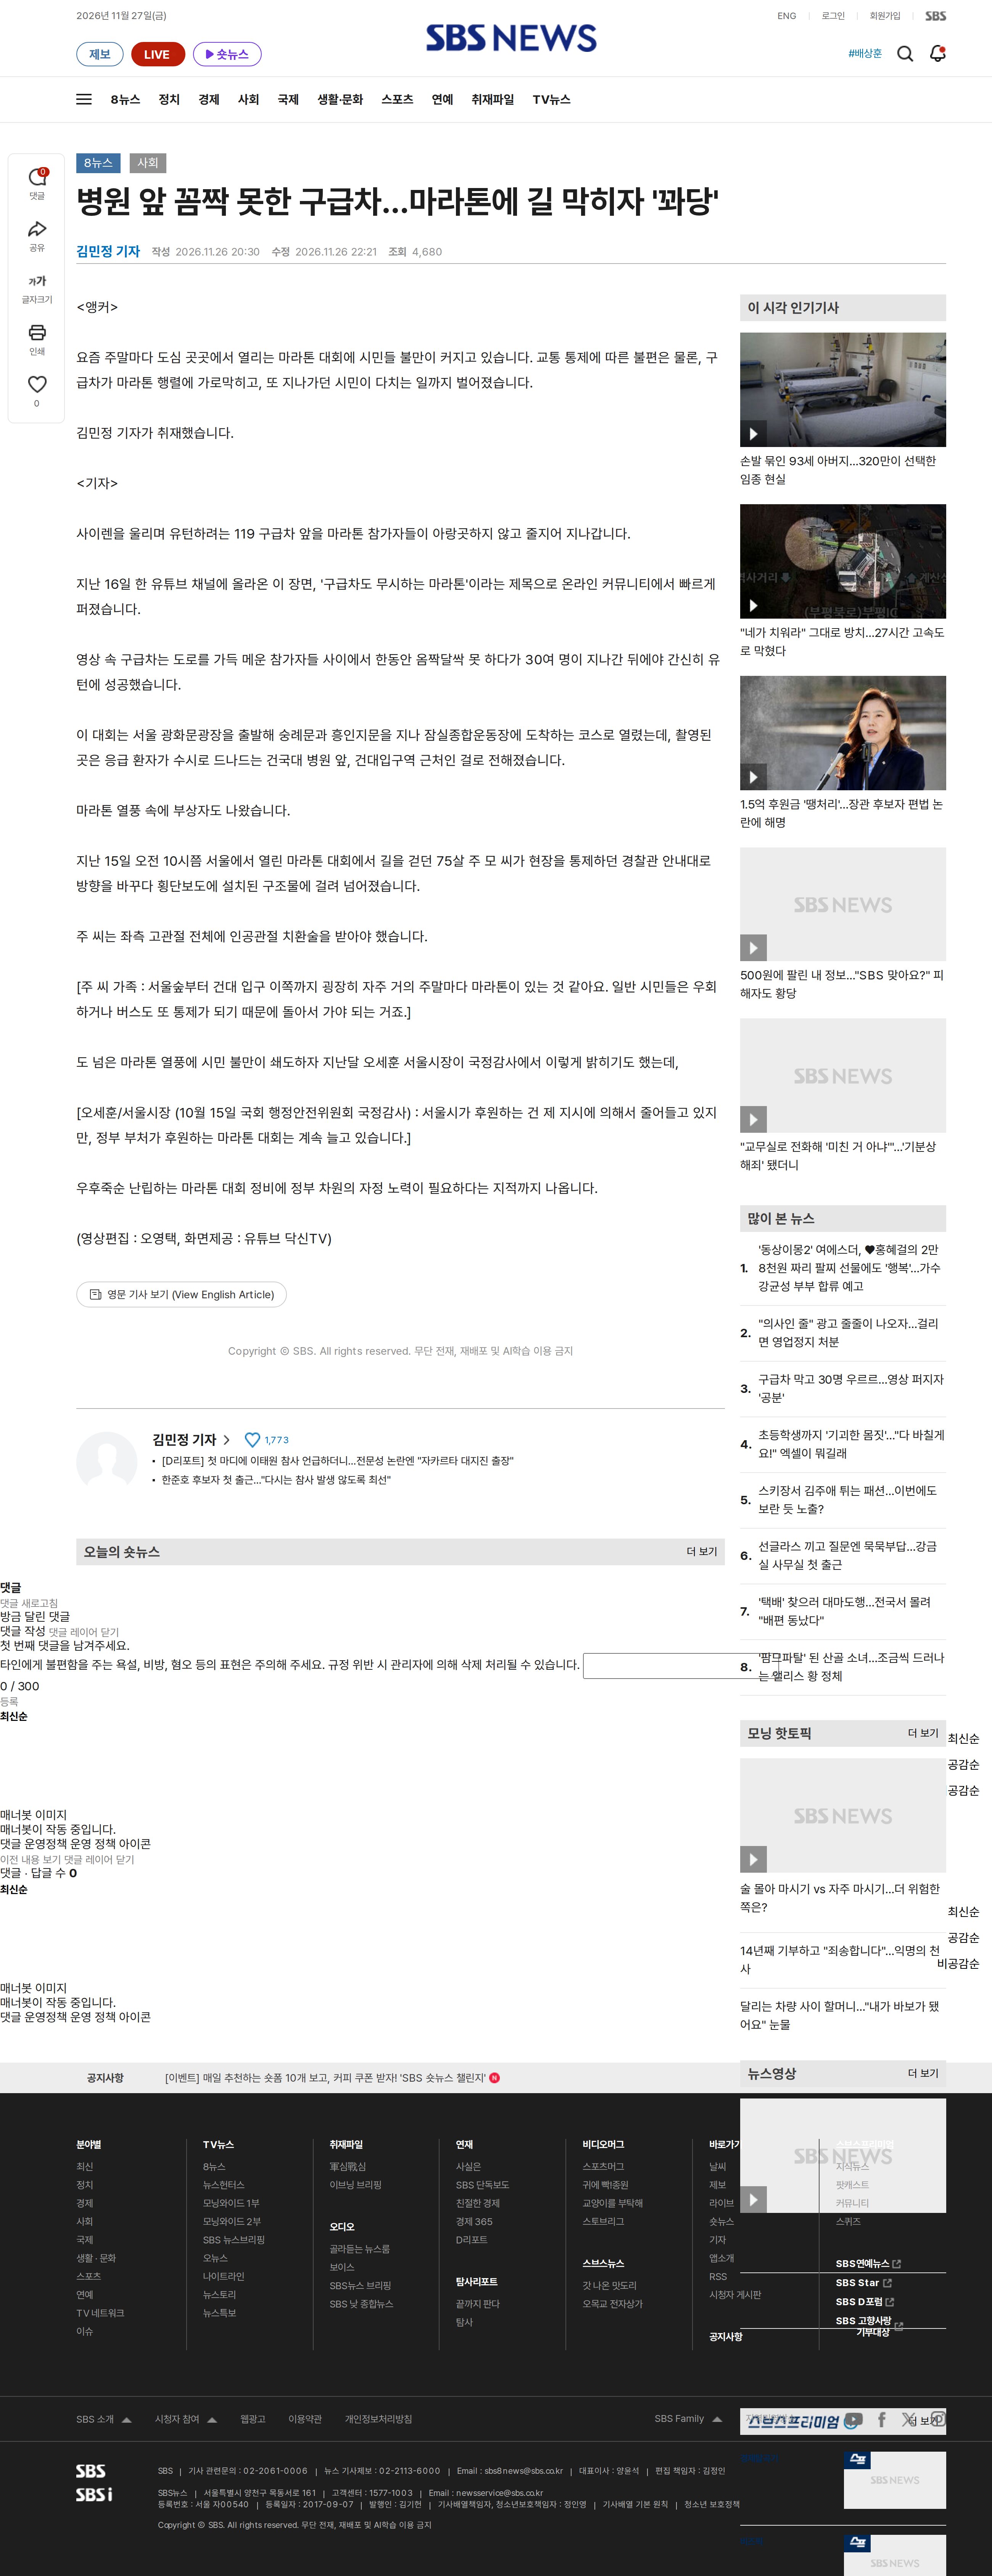 2026년 11월 27일(금)
ENG
로그인
회원가입
SBS
제보
LIVE
숏뉴스
SBS NEWS
#배상훈
8뉴스
정치
경제
사회
국제
생활·문화
스포츠
연예
취재파일
TV뉴스
0
댓글
공유
가가
글자크기
인쇄
0
8뉴스
사회
병원 앞 꼼짝 못한 구급차…마라톤에 길 막히자 '꽈당'
김민정 기자 작성 2026.11.26 20:30 수정 2026.11.26 22:21 조회 4,680
<앵커>
요즘 주말마다 도심 곳곳에서 열리는 마라톤 대회에 시민들 불만이 커지고 있습니다. 교통 통제에 따른 불편은 물론, 구
급차가 마라톤 행렬에 가로막히고, 또 지나가던 시민이 다치는 일까지 벌어졌습니다.
김민정 기자가 취재했습니다.
<기자>
사이렌을 울리며 유턴하려는 119 구급차 앞을 마라톤 참가자들이 아랑곳하지 않고 줄지어 지나갑니다.
지난 16일 한 유튜브 채널에 올라온 이 장면, '구급차도 무시하는 마라톤'이라는 제목으로 온라인 커뮤니티에서 빠르게
퍼졌습니다.
영상 속 구급차는 도로를 가득 메운 참가자들 사이에서 한동안 옴짝달싹 못 하다가 30여 명이 지나간 뒤에야 간신히 유
턴에 성공했습니다.
이 대회는 서울 광화문광장을 출발해 숭례문과 흥인지문을 지나 잠실종합운동장에 도착하는 코스로 열렸는데, 촬영된
곳은 응급 환자가 수시로 드나드는 건국대 병원 앞, 건대입구역 근처인 걸로 전해졌습니다.
마라톤 열풍 속에 부상자도 나왔습니다.
지난 15일 오전 10시쯤 서울에서 열린 마라톤 대회에서 길을 걷던 75살 주 모 씨가 현장을 통제하던 경찰관 안내대로
방향을 바꾸다 횡단보도에 설치된 구조물에 걸려 넘어졌습니다.
주 씨는 좌측 고관절 전체에 인공관절 치환술을 받아야 했습니다.
[주 씨 가족 : 서울숲부터 건대 입구 이쪽까지 굉장히 자주 거의 주말마다 마라톤이 있는 것 같아요. 일반 시민들은 우회
하거나 버스도 또 통제가 되기 때문에 돌아서 가야 되는 거죠.]
도 넘은 마라톤 열풍에 시민 불만이 쇄도하자 지난달 오세훈 서울시장이 국정감사에서 이렇게 밝히기도 했는데,
[오세훈/서울시장 (10월 15일 국회 행정안전위원회 국정감사) : 서울시가 후원하는 건 제 지시에 의해서 줄어들고 있지
만, 정부 부처가 후원하는 마라톤 대회는 계속 늘고 있습니다.]
우후죽순 난립하는 마라톤 대회 정비에 정부 차원의 자정 노력이 필요하다는 지적까지 나옵니다.
(영상편집 : 오영택, 화면제공 : 유튜브 닥신TV)
영문 기사 보기 (View English Article)
Copyright ⓒ SBS. All rights reserved. 무단 전재, 재배포 및 AI학습 이용 금지
김민정 기자
1,773
[D리포트] 첫 마디에 이태원 참사 언급하더니…전문성 논란엔 "자카르타 대지진 출장"
한준호 후보자 첫 출근…"다시는 참사 발생 않도록 최선"
오늘의 숏뉴스
더 보기
이 시각 인기기사
손발 묶인 93세 아버지…320만이 선택한
임종 현실
역사거리
계산삼
(부평북로)부평IC
"네가 치워라" 그대로 방치…27시간 고속도
로 막혔다
1.5억 후원금 '땡처리'…장관 후보자 편법 논
란에 해명
SBS NEWS
500원에 팔린 내 정보…"SBS 맞아요?" 피
해자도 황당
SBS NEWS
"교무실로 전화해 '미친 거 아냐'"…'기분상
해죄' 됐더니
많이 본 뉴스
1. '동상이몽2' 여에스더, ♥홍혜걸의 2만
8천원 짜리 팔찌 선물에도 '행복'…가수
강균성 부부 합류 예고
2. "의사인 줄" 광고 줄줄이 나오자…걸리
면 영업정지 처분
3. 구급차 막고 30명 우르르…영상 퍼지자
'공분'
4. 초등학생까지 '기괴한 몸짓'…"다 바칠게
요!" 엑셀이 뭐길래
5. 스키장서 김주애 튀는 패션…이번에도
보란 듯 노출?
6. 선글라스 끼고 질문엔 묵묵부답…강금
실 사무실 첫 출근
7. '택배' 찾으러 대마도행…전국서 몰려
"배편 동났다"
8. '팜므파탈' 된 산골 소녀…조금씩 드러나
는 앨리스 황 정체
댓글
댓글 새로고침
방금 달린 댓글
댓글 작성 댓글 레이어 닫기
첫 번째 댓글을 남겨주세요.
타인에게 불편함을 주는 욕설, 비방, 혐오 등의 표현은 주의해 주세요. 규정 위반 시 관리자에 의해 삭제 처리될 수 있습니다.
0 / 300
등록
최신순
최신순
공감순
공감순
매너봇 이미지
매너봇이 작동 중입니다.
댓글 운영정책 운영 정책 아이콘
이전 내용 보기 댓글 레이어 닫기
댓글 · 답글 수 0
최신순
최신순
공감순
비공감순
매너봇 이미지
매너봇이 작동 중입니다.
댓글 운영정책 운영 정책 아이콘
모닝 핫토픽
더 보기
SBS NEWS
술 몰아 마시기 vs 자주 마시기…더 위험한
쪽은?
14년째 기부하고 "죄송합니다"…익명의 천
사
달리는 차량 사이 할머니…"내가 바보가 됐
어요" 눈물
뉴스영상
더 보기
SBS NEWS
공지사항
[이벤트] 매일 추천하는 숏폼 10개 보고, 커피 쿠폰 받자! 'SBS 숏뉴스 챌린지' N
분야별
최신
정치
경제
사회
국제
생활 · 문화
스포츠
연예
TV 네트워크
이슈
TV뉴스
8뉴스
뉴스헌터스
모닝와이드 1부
모닝와이드 2부
SBS 뉴스브리핑
오뉴스
나이트라인
뉴스토리
뉴스특보
취재파일
軍심戰심
이브닝 브리핑
오디오
골라듣는 뉴스룸
보이스
SBS뉴스 브리핑
SBS 낮 종합뉴스
연재
사실은
SBS 단독보도
친절한 경제
경제 365
D리포트
탐사리포트
끝까지 판다
탐사
비디오머그
스포츠머그
귀에 빡!종원
교양이를 부탁해
스토브리그
스브스뉴스
갓 나온 맛도리
오목교 전자상가
바로가기
날씨
제보
라이브
숏뉴스
기자
앱소개
RSS
시청자 게시판
공지사항
스브스프리미엄
지식뉴스
팟캐스트
커뮤니티
스퀴즈
SBS연예뉴스
SBS Star
SBS D포럼
SBS 고향사랑
기부대상
SBS 소개
시청자 참여
웹광고
이용약관
개인정보처리방침
SBS Family
스브스프리미엄
더 보기
SBS | 기사 관련문의 : 02-2061-0006 | 뉴스 기사제보 : 02-2113-6000 | Email : sbs8news@sbs.co.kr | 대표이사 : 양윤석 | 편집 책임자 : 김정인
SBS i
SBS뉴스 | 서울특별시 양천구 목동서로 161 | 고객센터 : 1577-1003 | Email : newsservice@sbs.co.kr
등록번호 : 서울 자00540 | 등록일자 : 2017-09-07 | 발행인 : 김기헌 | 기사배열책임자, 청소년보호책임자 : 정인영 | 기사배열 기본 원칙 | 청소년 보호정책
Copyright ⓒ SBS. All rights reserved. 무단 전재, 재배포 및 AI학습 이용 금지
스프
SBS NEWS
스프
SBS NEWS